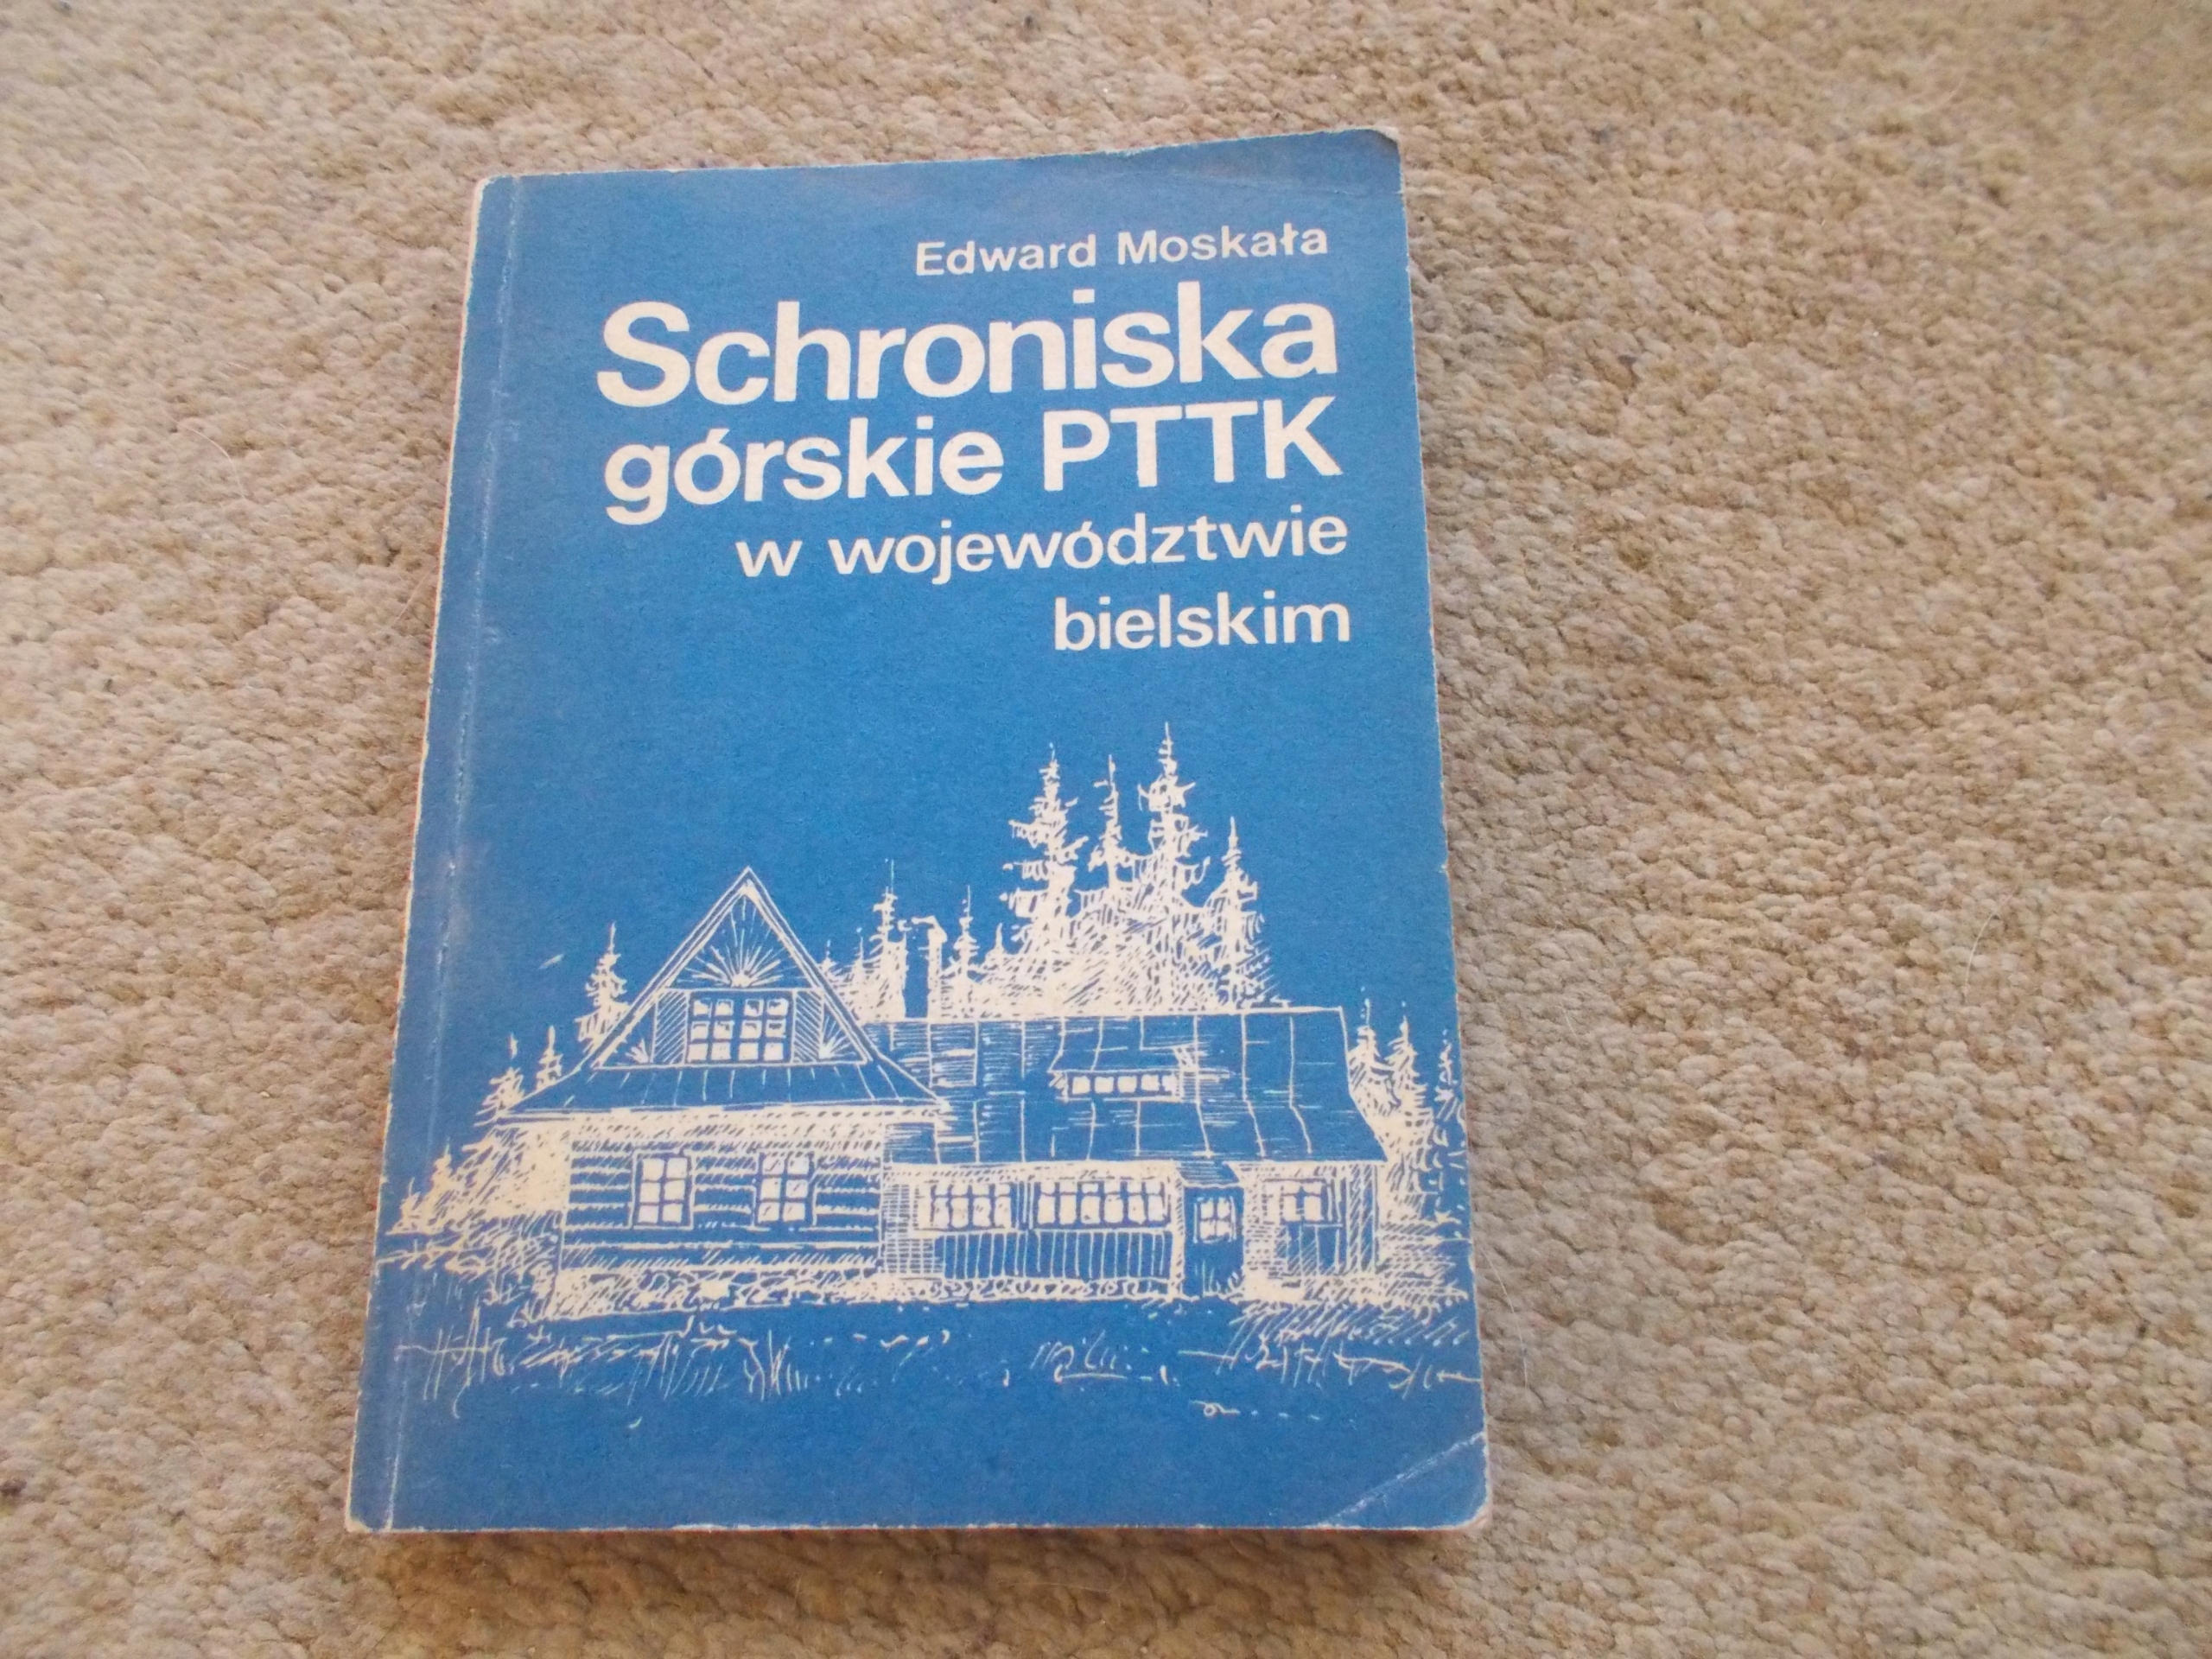 Edward Moskała
Schroniska
górskie PTTK
w województwie
bielskim